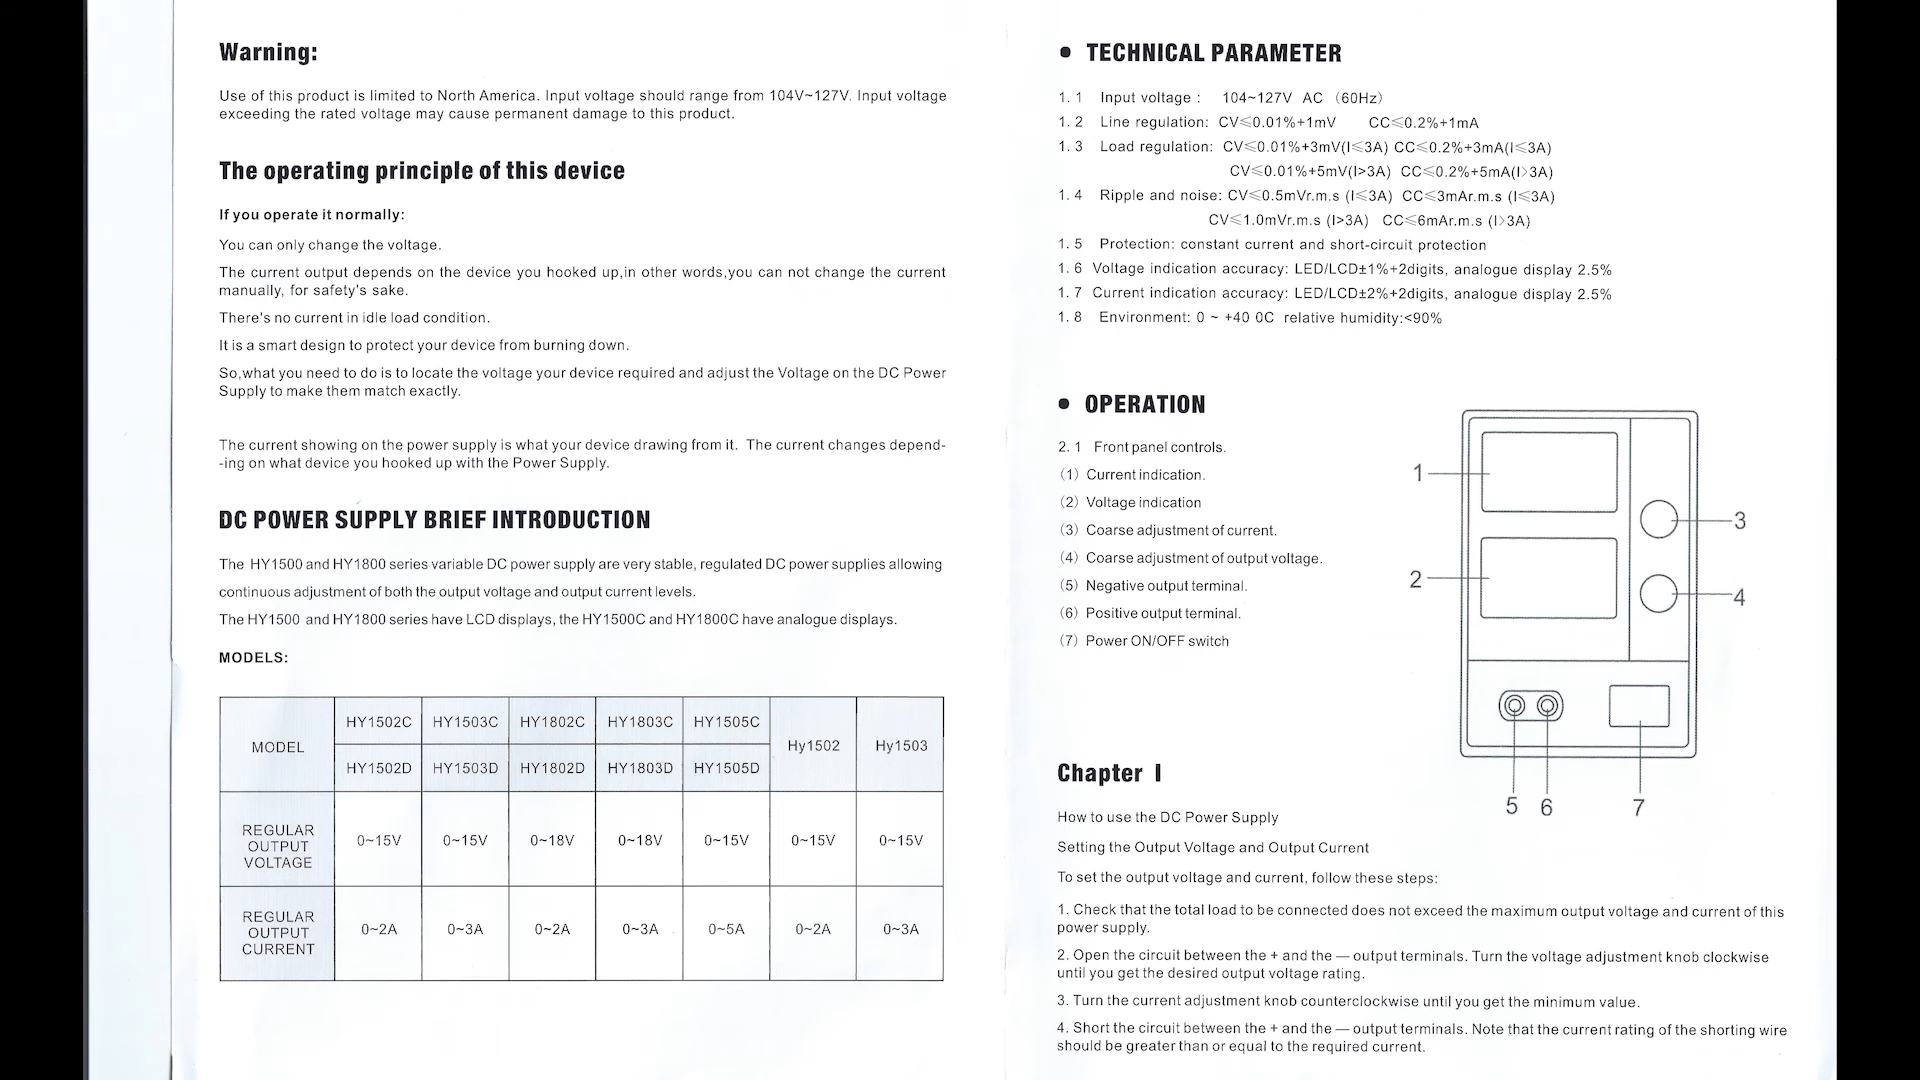 Warning:
Use of this product is limited to North America. Input voltage should range from 104V~127V. Input voltage
exceeding the rated voltage may cause permanent damage to this product.
The operating principle of this device
If you operate it normally:
You can only change the voltage.
The current output depends on the device you hooked up,in other words,you can not change the current
manually, for safety's sake.
There's no current in idle load condition.
It is a smart design to protect your device from burning down.
So,what you need to do is to locate the voltage your device required and adjust the Voltage on the DC Power
Supply to make them match exactly.
The current showing on the power supply is what your device drawing from it. The current changes depend-
-ing on what device you hooked up with the Power Supply.
DC POWER SUPPLY BRIEF INTRODUCTION
The HY1500 and HY1800 series variable DC power supply are very stable, regulated DC power supplies allowing
continuous adjustment of both the output voltage and output current levels.
The HY1500 and HY1800 series have LCD displays, the HY1500C and HY1800C have analogue displays.
MODELS:
MODEL
HY1502C HY1503C HY1802C HY1803C HY1505C
HY1502D HY1503D HY1802D HY1803D HY1505D
Hy1502 Hy1503
REGULAR
OUTPUT
VOLTAGE
0~15V 0~15V 0~18V 0~18V 0~15V 0~15V 0~15V
REGULAR
OUTPUT
CURRENT
0~2A 0~3A 0~2A 0~3A 0~5A 0~2A 0~3A
• TECHNICAL PARAMETER
1. 1 Input voltage : 104~127V AC (60Hz)
1. 2 Line regulation: CV≤0.01%+1mV CC≤0.2%+1mA
1. 3 Load regulation: CV≤0.01%+3mV(I≤3A) CC≤0.2%+3mA(I≤3A)
CV≤0.01%+5mV(I>3A) CC≤0.2%+5mA(I>3A)
1. 4 Ripple and noise: CV≤0.5mVr.m.s (I≤3A) CC≤3mAr.m.s (I≤3A)
CV≤1.0mVr.m.s (I>3A) CC≤6mAr.m.s (I>3A)
1. 5 Protection: constant current and short-circuit protection
1. 6 Voltage indication accuracy: LED/LCD±1%+2digits, analogue display 2.5%
1. 7 Current indication accuracy: LED/LCD±2%+2digits, analogue display 2.5%
1. 8 Environment: 0 ~ +40 0C relative humidity:<90%
• OPERATION
2. 1 Front panel controls.
(1) Current indication.
(2) Voltage indication
(3) Coarse adjustment of current.
(4) Coarse adjustment of output voltage.
(5) Negative output terminal.
(6) Positive output terminal.
(7) Power ON/OFF switch
1
2
3
4
5 6 7
Chapter I
How to use the DC Power Supply
Setting the Output Voltage and Output Current
To set the output voltage and current, follow these steps:
1. Check that the total load to be connected does not exceed the maximum output voltage and current of this
power supply.
2. Open the circuit between the + and the — output terminals. Turn the voltage adjustment knob clockwise
until you get the desired output voltage rating.
3. Turn the current adjustment knob counterclockwise until you get the minimum value.
4. Short the circuit between the + and the — output terminals. Note that the current rating of the shorting wire
should be greater than or equal to the required current.